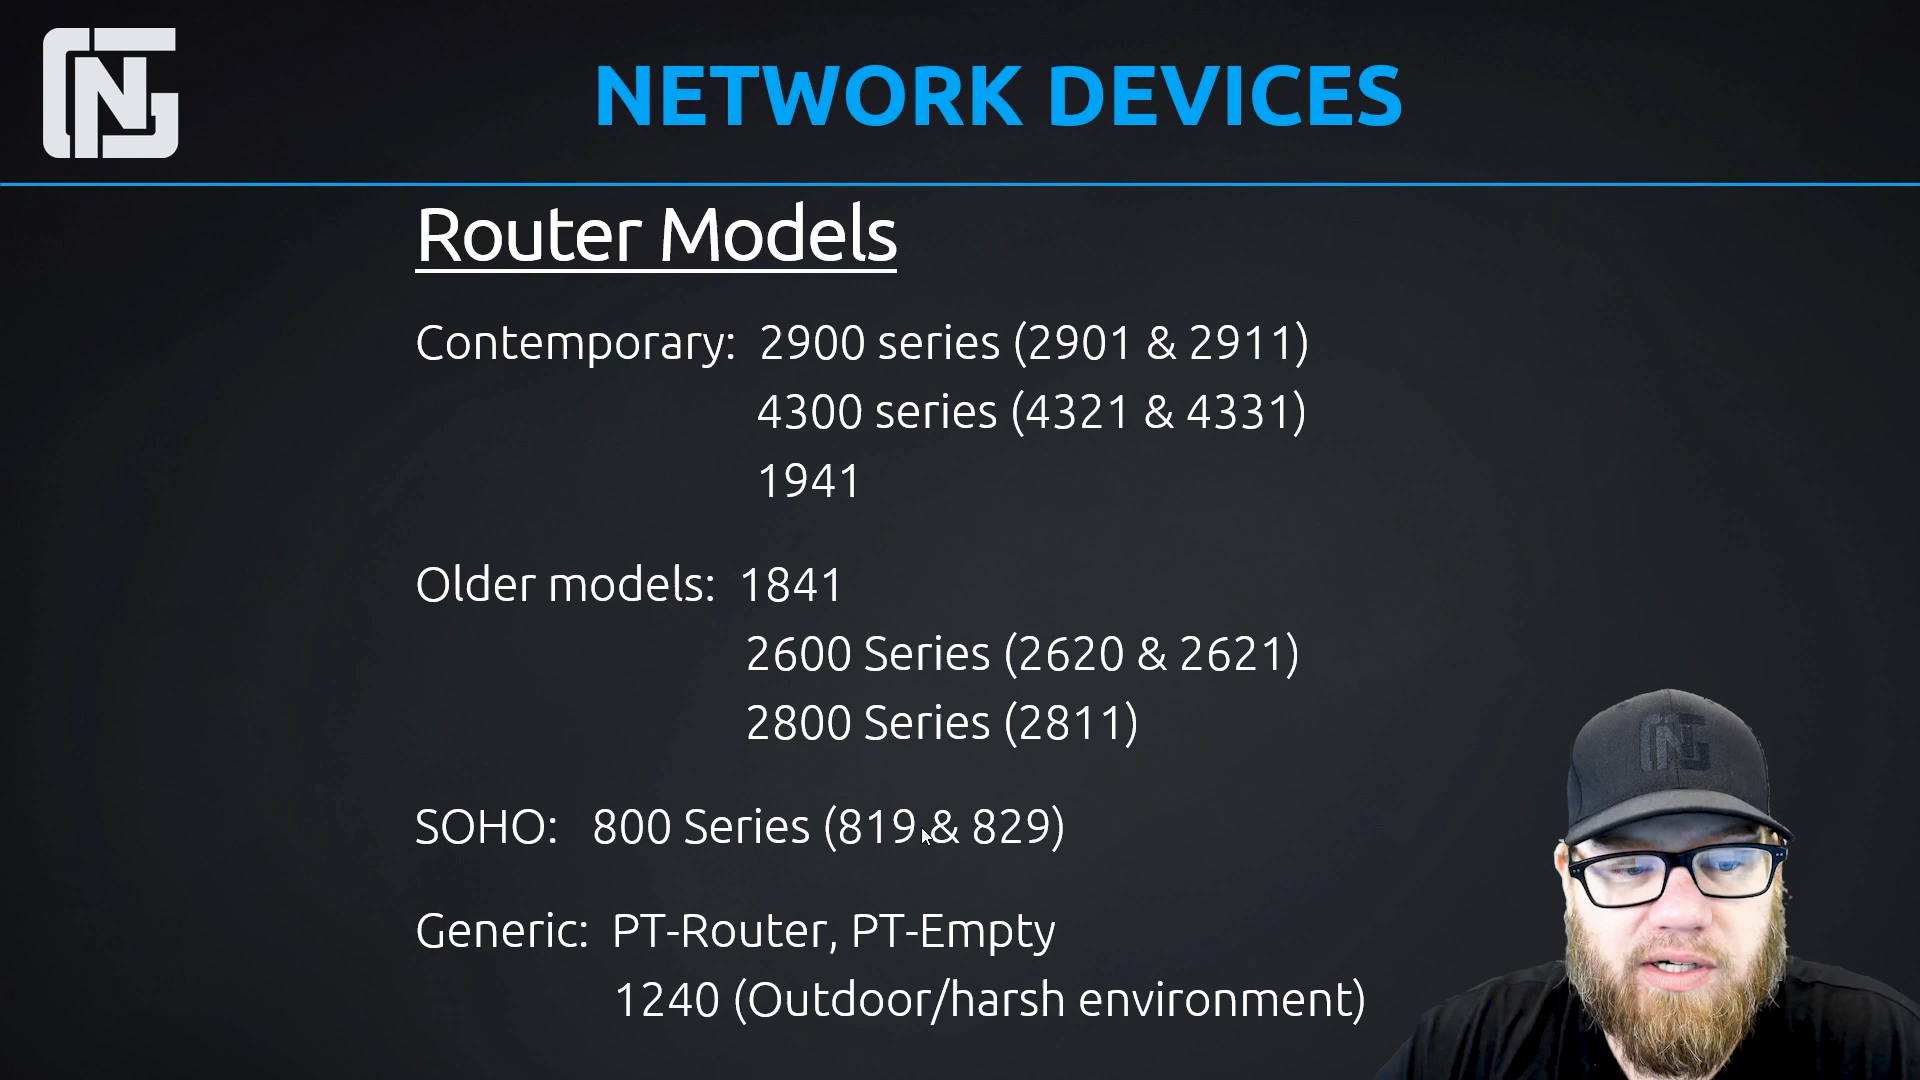 NETWORK DEVICES
Router Models
Contemporary: 2900 series (2901 & 2911)
4300 series (4321 & 4331)
1941
Older models: 1841
2600 Series (2620 & 2621)
2800 Series (2811)
SOHO: 800 Series (819 & 829)
Generic: PT-Router, PT-Empty
1240 (Outdoor/harsh environment)